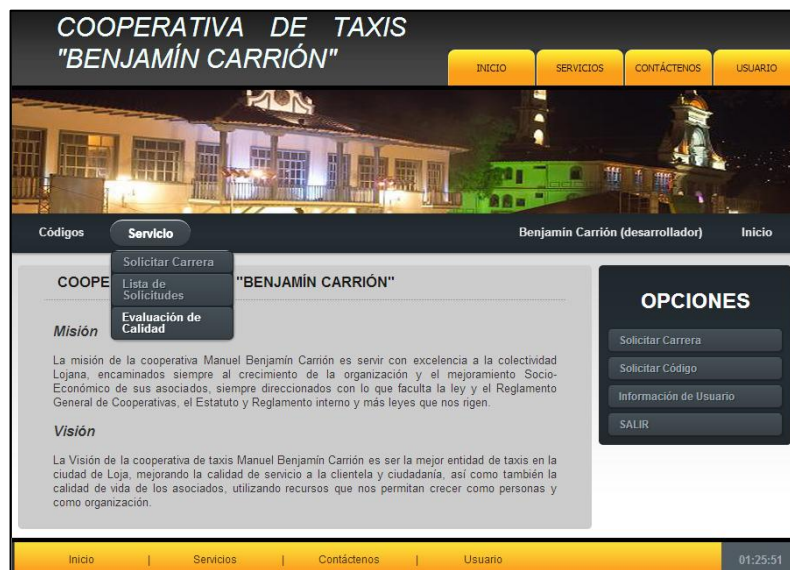 COOPERATIVA DE TAXIS
"BENJAMÍN CARRIÓN"
INICIO
SERVICIOS
CONTÁCTENOS
USUARIO
Códigos
Servicio
Benjamín Carrión (desarrollador)
Inicio
Solicitar Carrera
Lista de
Solicitudes
Evaluación de
Calidad
COOPE
"BENJAMÍN CARRIÓN"
Misión
La misión de la cooperativa Manuel Benjamín Carrión es servir con excelencia a la colectividad
Lojana, encaminados siempre al crecimiento de la organización y el mejoramiento Socio-
Económico de sus asociados, siempre direccionados con lo que faculta la ley y el Reglamento
General de Cooperativas, el Estatuto y Reglamento interno y más leyes que nos rigen.
Visión
La Visión de la cooperativa de taxis Manuel Benjamín Carrión es ser la mejor entidad de taxis en la
ciudad de Loja, mejorando la calidad de servicio a la clientela y ciudadanía, así como también la
calidad de vida de los asociados, utilizando recursos que nos permitan crecer como personas y
como organización.
OPCIONES
Solicitar Carrera
Solicitar Código
Información de Usuario
SALIR
Inicio | Servicios | Contáctenos | Usuario
01:25:51